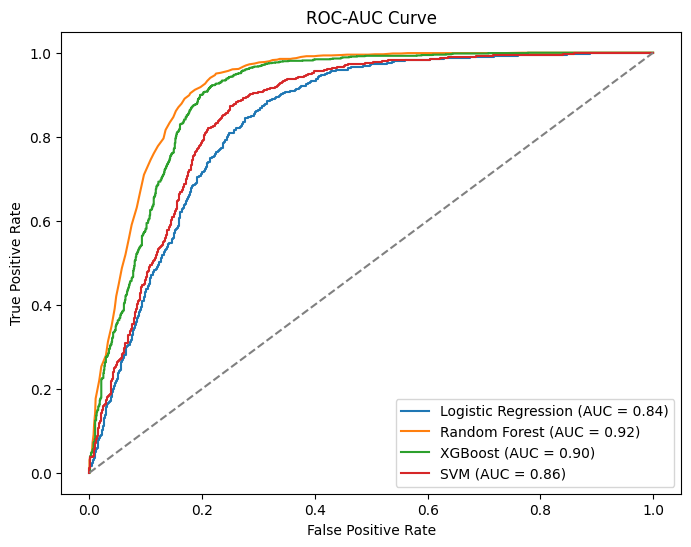 ROC-AUC Curve
1.0
0.8
0.6
0.4
0.2
0.0
True Positive Rate
Logistic Regression (AUC = 0.84)
Random Forest (AUC = 0.92)
XGBoost (AUC = 0.90)
SVM (AUC = 0.86)
0.0 0.2 0.4 0.6 0.8 1.0
False Positive Rate